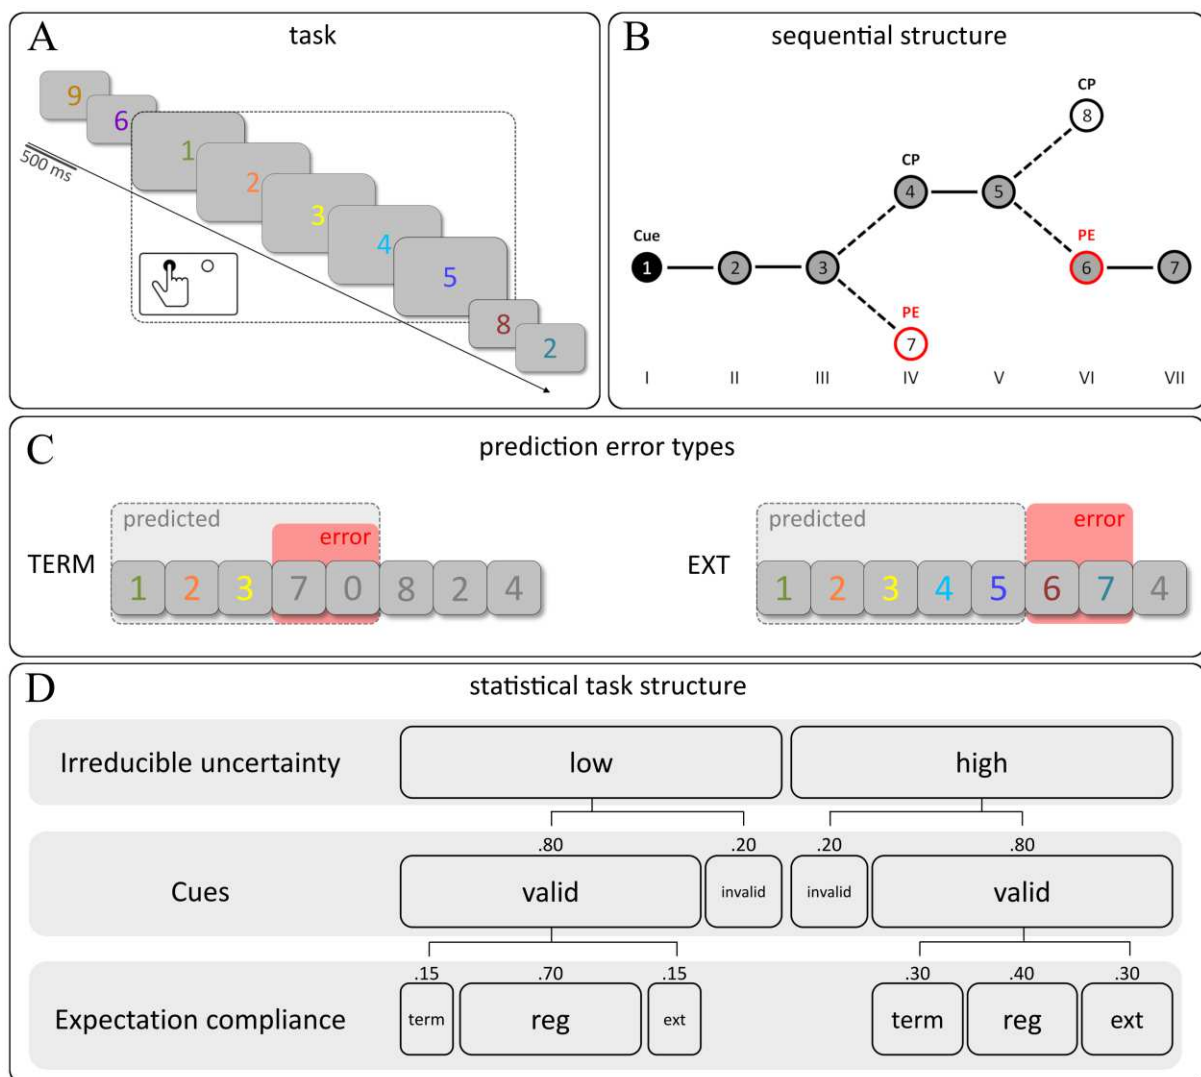 A
task
9
6
1
2
3
4
5
8
2
500 ms
B
sequential structure
CP
8
CP
4
5
Cue
PE
1
2
3
6
7
PE
7
I II III IV V VI VII
C
prediction error types
predicted
error
TERM
1 2 3 7 0 8 2 4
predicted
error
EXT
1 2 3 4 5 6 7 4
D
statistical task structure
Irreducible uncertainty
low
high
.80 .20 .20 .80
Cues
valid
invalid
invalid
valid
.15 .70 .15 .30 .40 .30
Expectation compliance
term
reg
ext
term
reg
ext